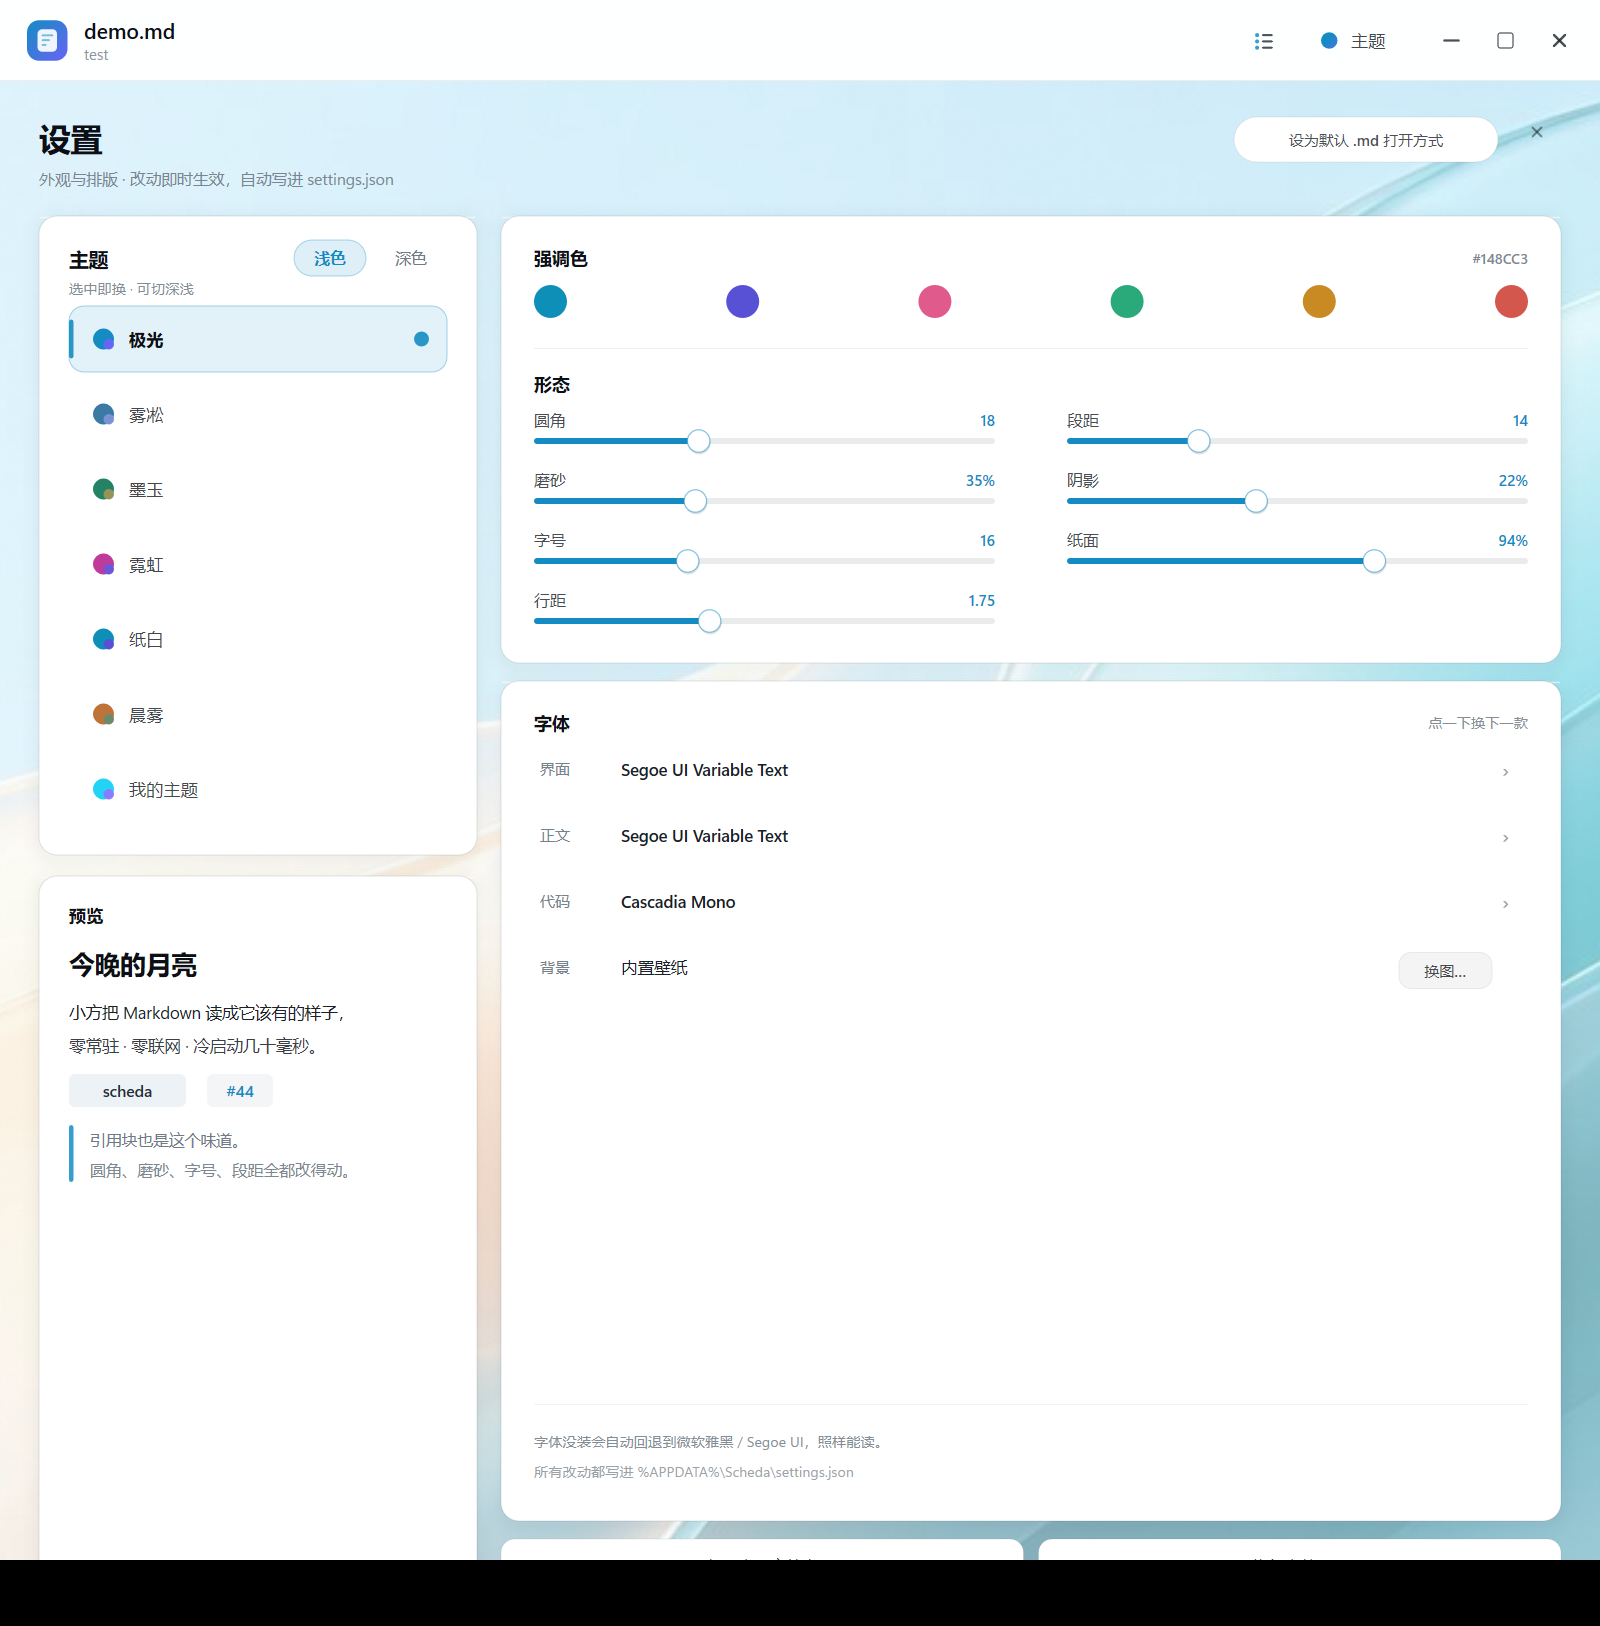 demo.md
test
主题
设置
外观与排版 · 改动即时生效，自动写进 settings.json
设为默认 .md 打开方式
主题
浅色
深色
选中即换 · 可切深浅
极光
雾凇
墨玉
霓虹
纸白
晨雾
我的主题
预览
今晚的月亮
小方把 Markdown 读成它该有的样子，
零常驻 · 零联网 · 冷启动几十毫秒。
scheda
#44
引用块也是这个味道。
圆角、磨砂、字号、段距全都改得动。
强调色
#148CC3
形态
圆角
18
段距
14
磨砂
35%
阴影
22%
字号
16
纸面
94%
行距
1.75
字体
点一下换下一款
界面
Segoe UI Variable Text
正文
Segoe UI Variable Text
代码
Cascadia Mono
背景
内置壁纸
换图...
字体没装会自动回退到微软雅黑 / Segoe UI，照样能读。
所有改动都写进 %APPDATA%\Scheda\settings.json